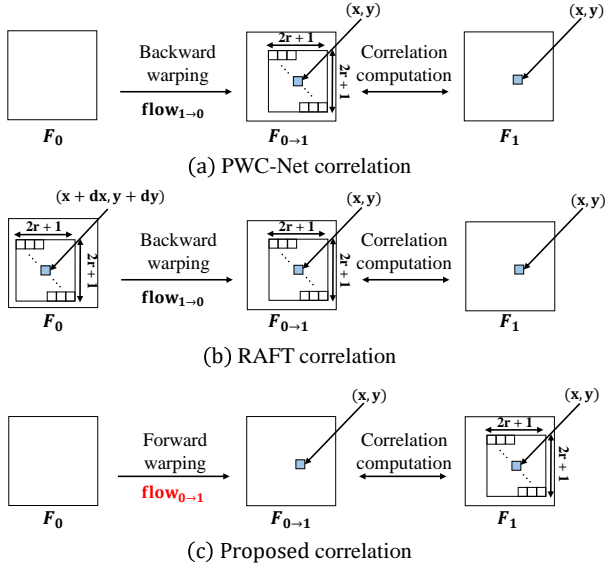 (x, y)
(x, y)
2r + 1
2r + 1
Backward warping
flow1→0
Correlation computation
F0
F0→1
F1
(a) PWC-Net correlation
(x + dx, y + dy)
(x, y)
(x, y)
2r + 1
2r + 1
2r + 1
2r + 1
Backward warping
flow1→0
Correlation computation
F0
F0→1
F1
(b) RAFT correlation
(x, y)
(x, y)
2r + 1
2r + 1
Forward warping
flow0→1
Correlation computation
F0
F0→1
F1
(c) Proposed correlation